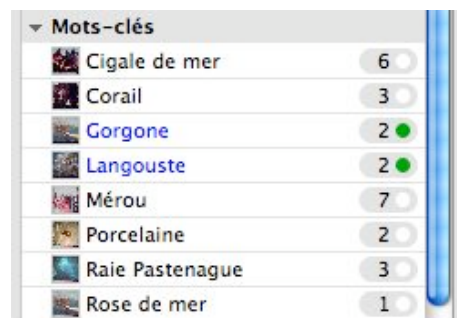 Mots-clés
Cigale de mer 6
Corail 3
Gorgone 2
Langouste 2
Mérou 7
Porcelaine 2
Raie Pastenague 3
Rose de mer 1